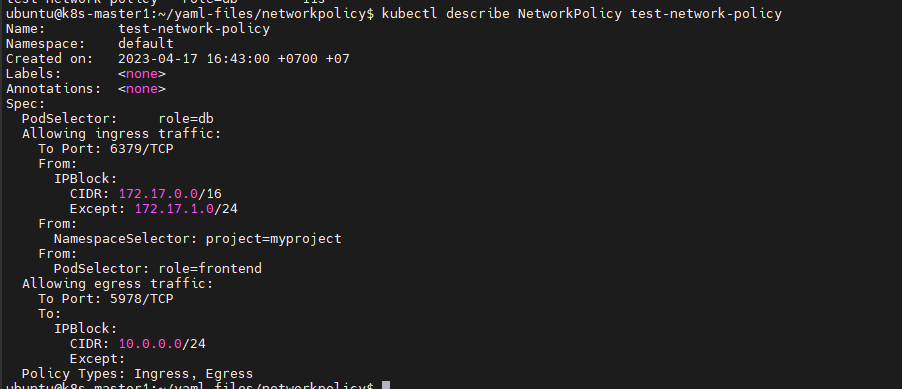 test-network-policy   role=db        11s
ubuntu@k8s-master1:~/yaml-files/networkpolicy$ kubectl describe NetworkPolicy test-network-policy
Name:         test-network-policy
Namespace:    default
Created on:   2023-04-17 16:43:00 +0700 +07
Labels:       <none>
Annotations:  <none>
Spec:
  PodSelector:     role=db
  Allowing ingress traffic:
    To Port: 6379/TCP
    From:
      IPBlock:
        CIDR: 172.17.0.0/16
        Except: 172.17.1.0/24
    From:
      NamespaceSelector: project=myproject
    From:
      PodSelector: role=frontend
  Allowing egress traffic:
    To Port: 5978/TCP
    To:
      IPBlock:
        CIDR: 10.0.0.0/24
        Except:
  Policy Types: Ingress, Egress
ubuntu@k8s-master1:~/yaml-files/networkpolicy$